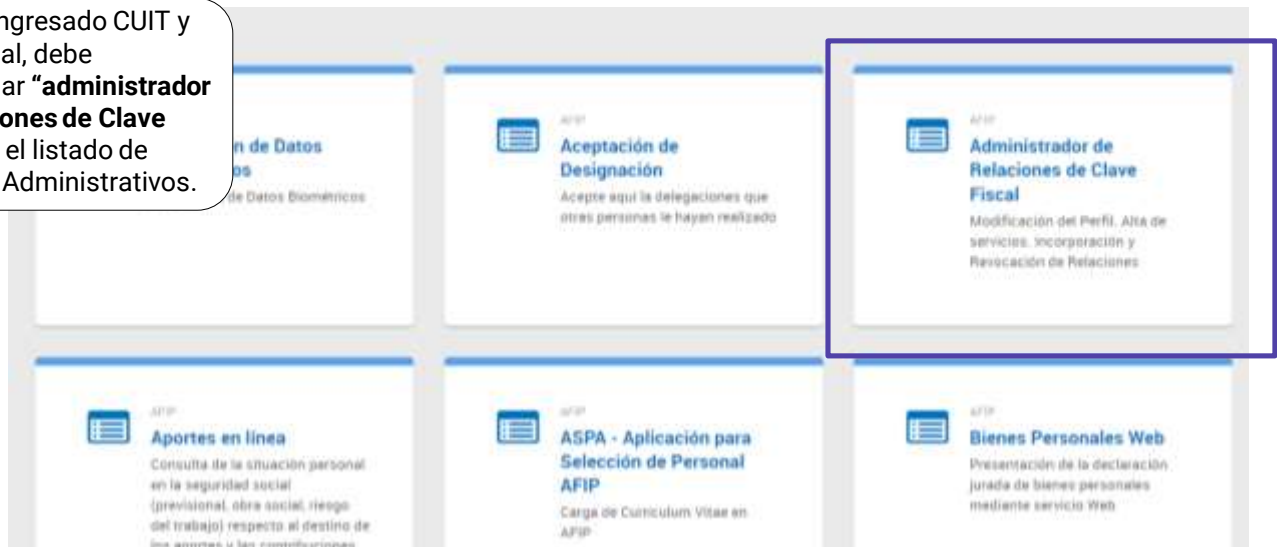 ngresado CUIT y
al, debe
ar “administrador
ones de Clave
el listado de
Administrativos.
n de Datos
os
de Datos Biométricos
AFIP
Aceptación de
Designación
Acepte aquí la delegaciones que
otras personas le hayan realizado
AFIP
Administrador de
Relaciones de Clave
Fiscal
Modificación del Perfil. Alta de
servicios. Incorporación y
Revocación de Relaciones
AFIP
Aportes en línea
Consulta de la situación personal
en la seguridad social
(previsional, obra social, riesgo
del trabajo) respecto al destino de
los aportes y las contribuciones
AFIP
ASPA - Aplicación para
Selección de Personal
AFIP
Carga de Curriculum Vitae en
AFIP
AFIP
Bienes Personales Web
Presentación de la declaración
jurada de bienes personales
mediante servicio Web